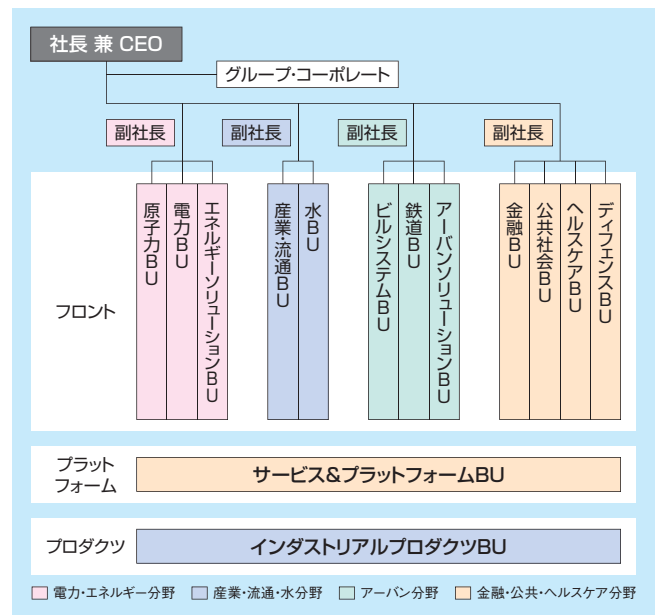 社長 兼 CEO
グループ・コーポレート
副社長
副社長
副社長
副社長
フロント
原子力BU
電力BU
エネルギーソリューションBU
産業・流通BU
水BU
ビルシステムBU
鉄道BU
アーバンソリューションBU
金融BU
公共社会BU
ヘルスケアBU
ディフェンスBU
プラット
フォーム
サービス&プラットフォームBU
プロダクツ
インダストリアルプロダクツBU
電力・エネルギー分野
産業・流通・水分野
アーバン分野
金融・公共・ヘルスケア分野